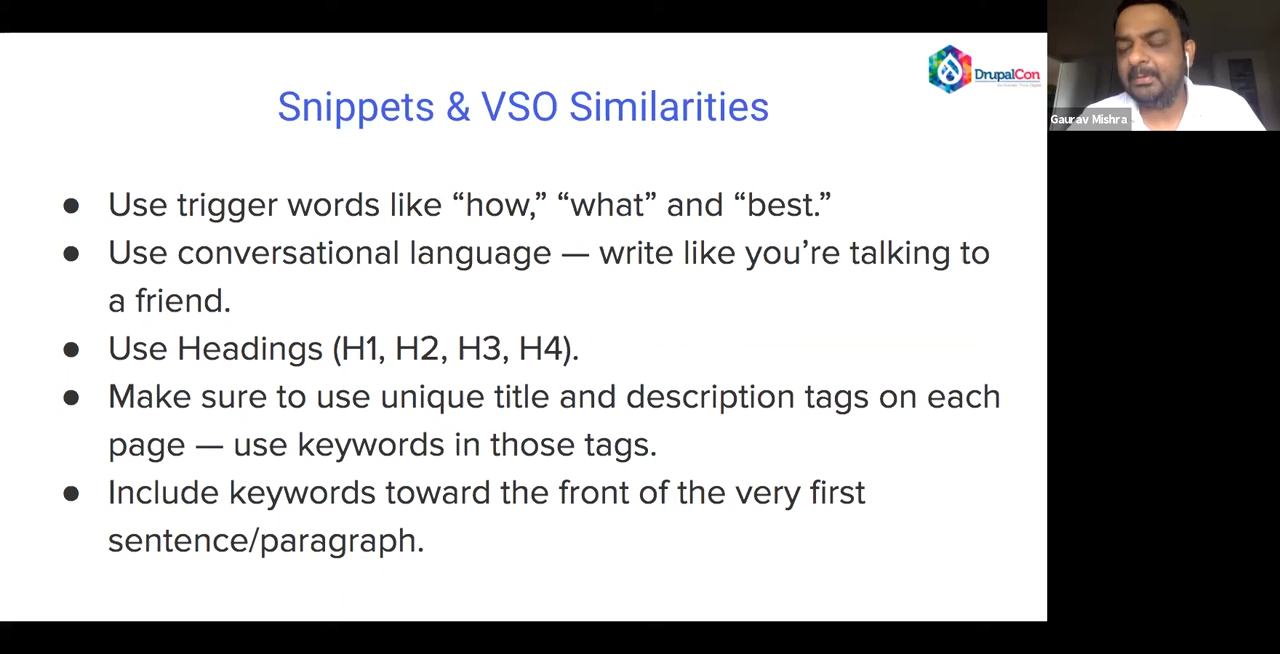 DrupalCon
Gaurav Mishra
Snippets & VSO Similarities
● Use trigger words like “how,” “what” and “best.”
● Use conversational language — write like you’re talking to
a friend.
● Use Headings (H1, H2, H3, H4).
● Make sure to use unique title and description tags on each
page — use keywords in those tags.
● Include keywords toward the front of the very first
sentence/paragraph.